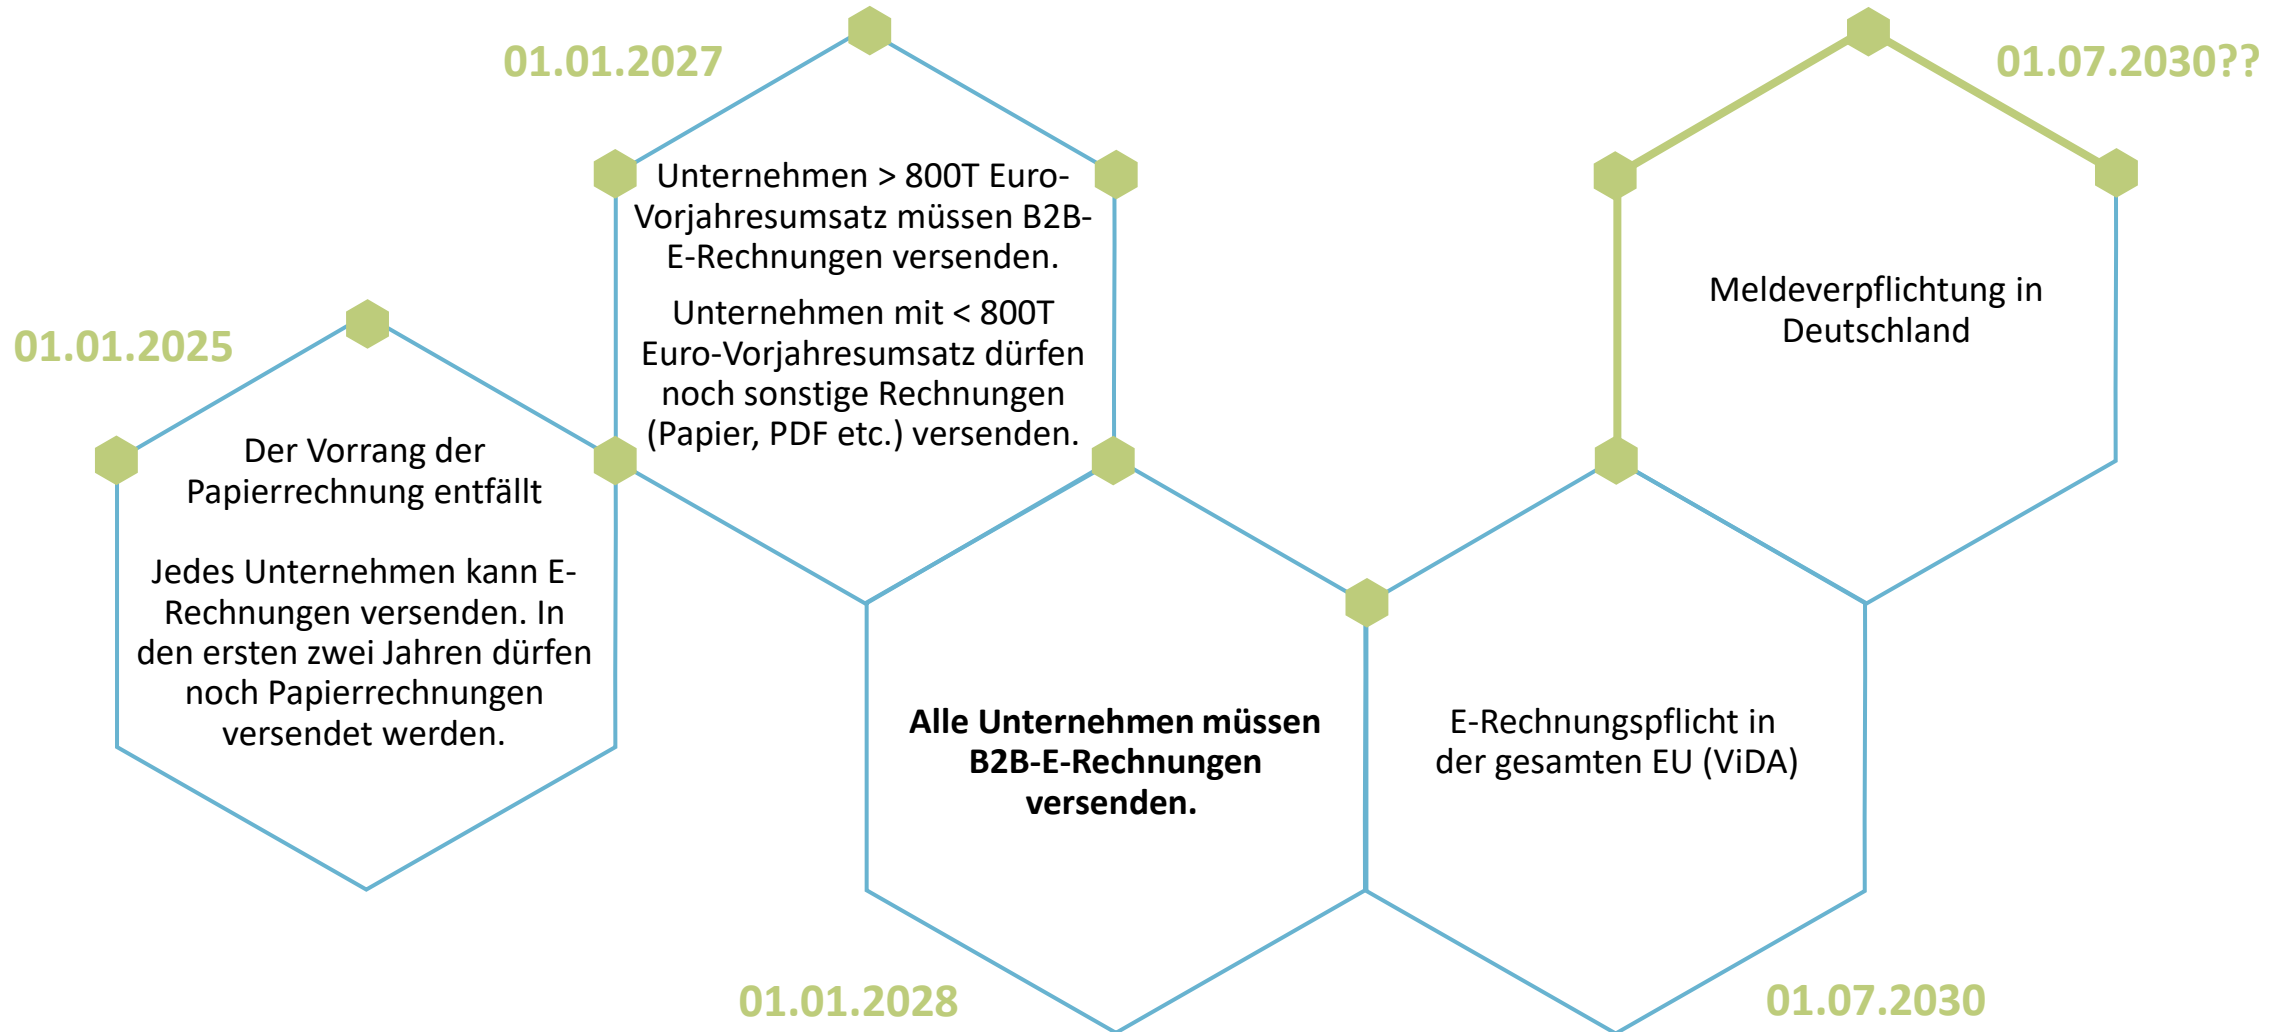 01.01.2025
Der Vorrang der
Papierrechnung entfällt
Jedes Unternehmen kann E-
Rechnungen versenden. In
den ersten zwei Jahren dürfen
noch Papierrechnungen
versendet werden.
01.01.2027
Unternehmen > 800T Euro-
Vorjahresumsatz müssen B2B-
E-Rechnungen versenden.
Unternehmen mit < 800T
Euro-Vorjahresumsatz dürfen
noch sonstige Rechnungen
(Papier, PDF etc.) versenden.
Alle Unternehmen müssen
B2B-E-Rechnungen
versenden.
01.01.2028
E-Rechnungspflicht in
der gesamten EU (ViDA)
01.07.2030
01.07.2030??
Meldeverpflichtung in
Deutschland